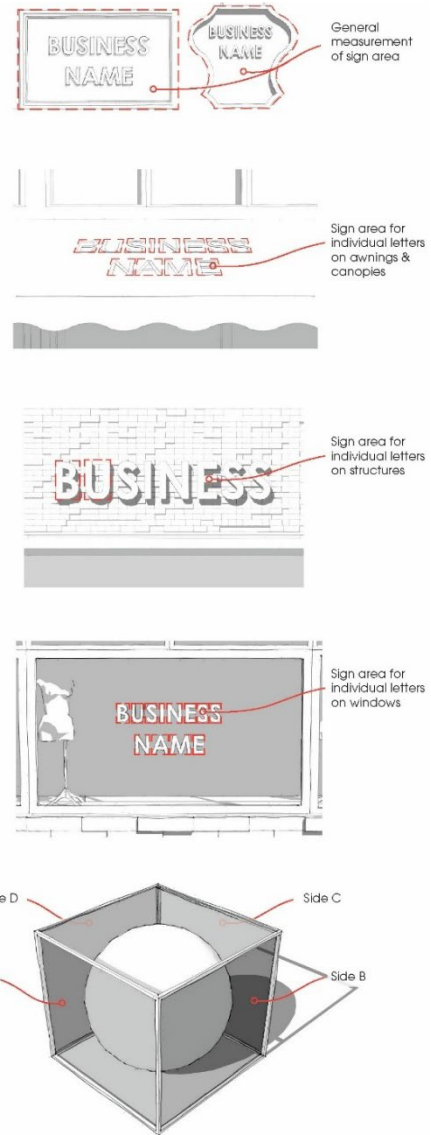 BUSINESS
NAME
BUSINESS
NAME
General
measurement
of sign area
BUSINESS
NAME
Sign area for
individual letters
on awnings &
canopies
BUSINESS
Sign area for
individual letters
on structures
BUSINESS
NAME
Sign area for
individual letters
on windows
e D
Side C
Side B